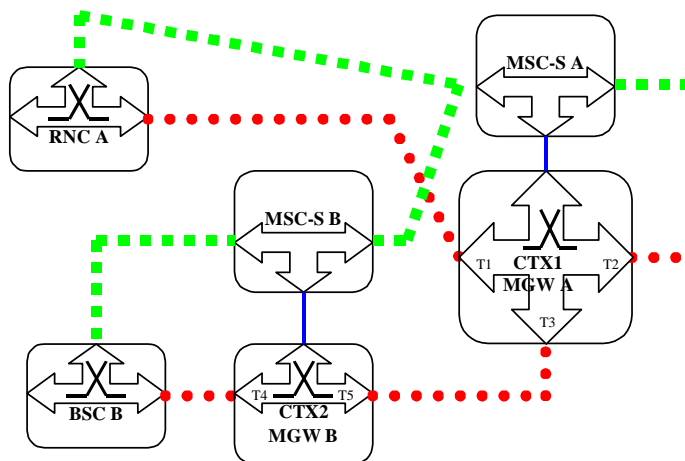 MSC-S A
RNC A
MSC-S B
T1
CTX1
T2
MGW A
T3
BSC B
T4
CTX2
T5
MGW B